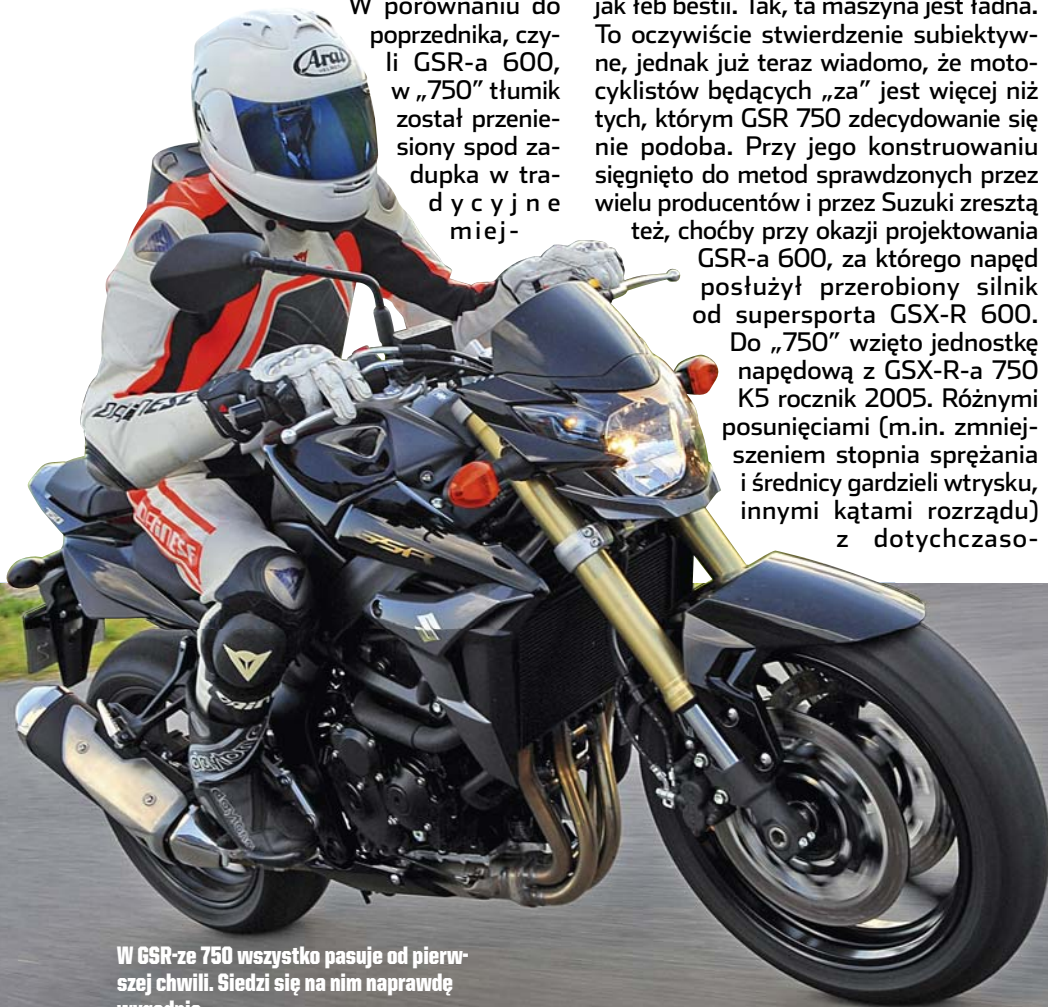 W porównaniu do
poprzednika, czy-
li GSR-a 600,
w „750” tłumik
został przenie-
siony spod za-
dupka w tra-
dycyjne
miej-
jak łeb bestii. Tak, ta maszyna jest ładna.
To oczywiście stwierdzenie subiektyw-
ne, jednak już teraz wiadomo, że moto-
cyklistów będących „za” jest więcej niż
tych, którym GSR 750 zdecydowanie się
nie podoba. Przy jego konstruowaniu
sięgnięto do metod sprawdzonych przez
wielu producentów i przez Suzuki zresztą
też, choćby przy okazji projektowania
GSR-a 600, za którego napęd
posłużył przerobiony silnik
od supersporta GSX-R 600.
Do „750” wzięto jednostkę
napędową z GSX-R-a 750
K5 rocznik 2005. Różnymi
posunięciami (m.in. zmniej-
szeniem stopnia sprężania
i średnicy gardzieli wtrysku,
innymi kątami rozrządu)
z dotychczaso-
Arai
HELMET
DAINESE
DAINESE
750
GSR
daytona
W GSR-ze 750 wszystko pasuje od pierw-
szej chwili. Siedzi się na nim naprawdę
wygodnie